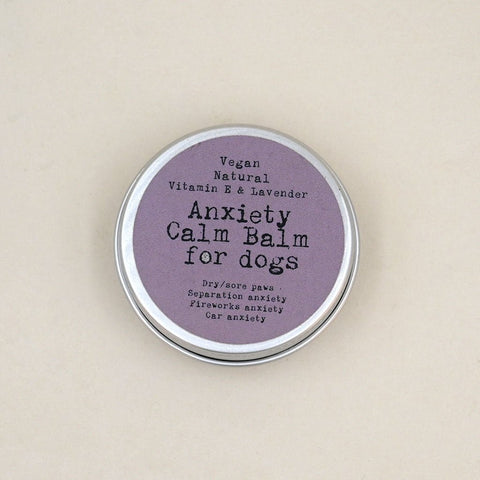 Vegan
Natural
Vitamin E & Lavender
Anxiety
Calm Balm
for dogs
Dry/sore paws
Separation anxiety
Fireworks anxiety
Car anxiety